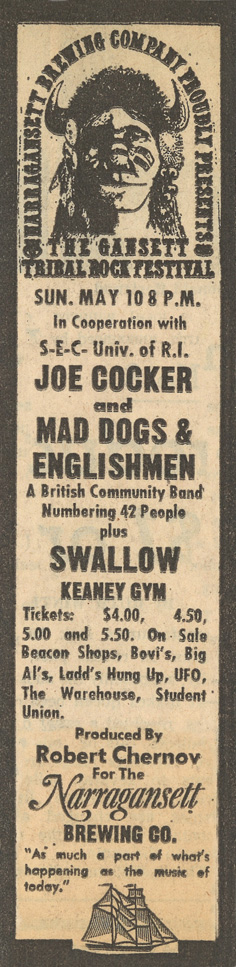 NARRAGANSETT BREWING COMPANY PROUDLY PRESENTS
THE GANSETT
TRIBAL ROCK FESTIVAL
SUN. MAY 10 8 P.M.
In Cooperation with
S-E-C- Univ. of R.I.
JOE COCKER
and
MAD DOGS &
ENGLISHMEN
A British Community Band
Numbering 42 People
plus
SWALLOW
KEANEY GYM
Tickets: $4.00, 4.50,
5.00 and 5.50. On Sale
Beacon Shops, Bovi's, Big
Al's, Ladd's Hung Up, UFO,
The Warehouse, Student
Union.
Produced By
Robert Chernov
For The
Narragansett
BREWING CO.
"As much a part of what's
happening as the music of
today."